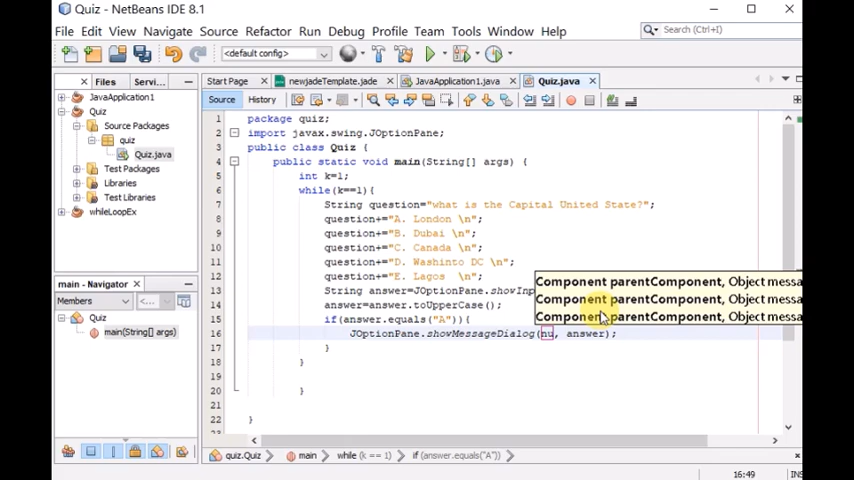 Quiz - NetBeans IDE 8.1
File Edit View Navigate Source Refactor Run Debug Profile Team Tools Window Help
Search (Ctrl+I)
<default config>
Files Servi...
Start Page newjadeTemplate.jade JavaApplication1.java Quiz.java
Source History
JavaApplication1
Quiz
Source Packages
quiz
Quiz.java
Test Packages
Libraries
Test Libraries
whileLoopEx
main - Navigator
Members <...
Quiz
main(String[] args)
1 package quiz;
2 import javax.swing.JOptionPane;
3 public class Quiz {
4 public static void main(String[] args) {
5 int k=1;
6 while(k==1){
7 String question="what is the Capital United State?";
8 question+="A. London \n";
9 question+="B. Dubai \n";
10 question+="C. Canada \n";
11 question+="D. Washinto DC \n";
12 question+="E. Lagos \n";
13 String answer=JOptionPane.showInp
14 answer=answer.toUpperCase();
15 if(answer.equals("A")){
16 JOptionPane.showMessageDialog(nu, answer);
17 }
18 }
19
20 }
21
22 }
Component parentComponent, Object messa
Component parentComponent, Object messa
Component parentComponent, Object messa
quiz.Quiz main while (k == 1) if (answer.equals("A"))
16:49 INS